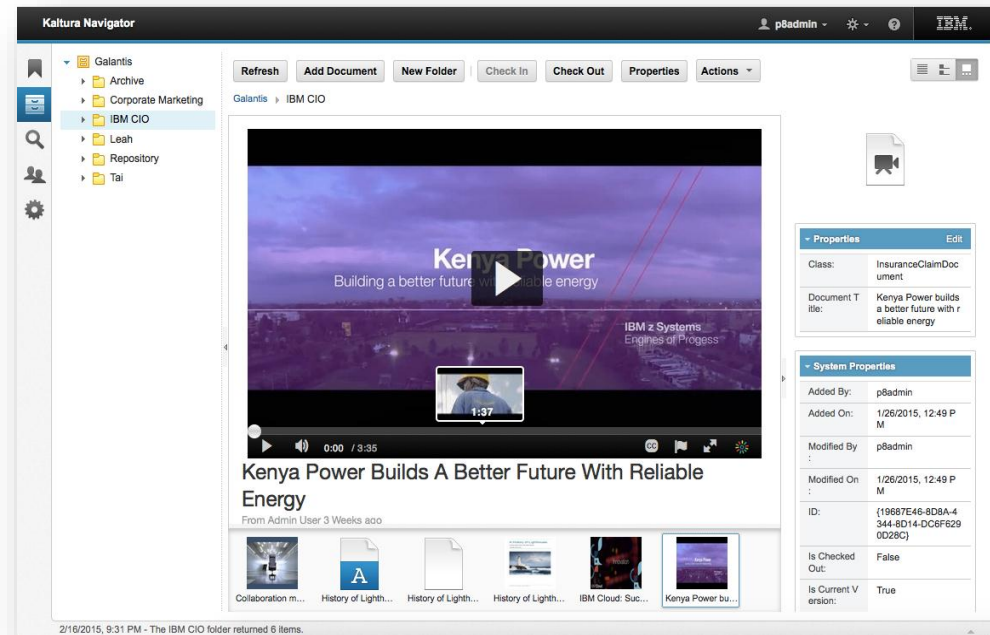 Kaltura Navigator
p8admin
IBM.
Galantis
Archive
Corporate Marketing
IBM CIO
Leah
Repository
Tai
Refresh
Add Document
New Folder
Check In
Check Out
Properties
Actions
Galantis
IBM CIO
Kenya Power
Building a better future with reliable energy
IBM z Systems
Engines of Progess
1:37
0:00 / 3:35
CC
Kenya Power Builds A Better Future With Reliable
Energy
From Admin User 3 Weeks ago
A
Collaboration m...
History of Lighth...
History of Lighth...
History of Lighth...
IBM Cloud: Suc...
Kenya Power bu...
Properties
Edit
Class:
InsuranceClaimDoc
ument
Document T
itle:
Kenya Power builds
a better future with r
eliable energy
System Properties
Added By:
p8admin
Added On:
1/26/2015, 12:49 P
M
Modified By
:
p8admin
Modified On
:
1/26/2015, 12:49 P
M
ID:
{19687E46-8D8A-4
344-8D14-DC6F629
0D28C}
Is Checked
Out:
False
Is Current V
ersion:
True
2/16/2015, 9:31 PM - The IBM CIO folder returned 6 items.